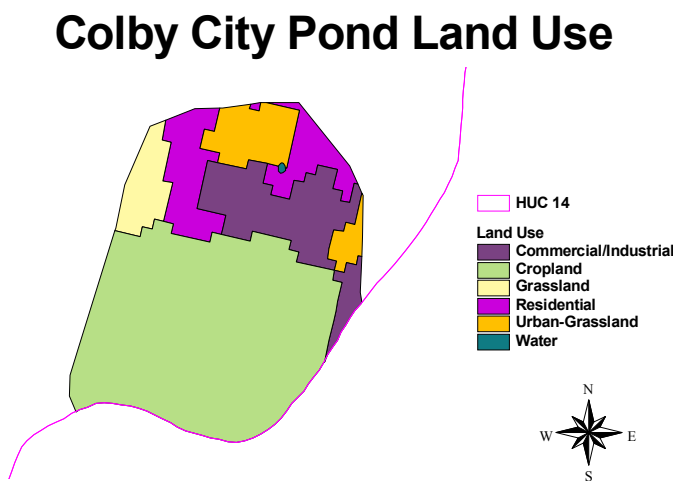 Colby City Pond Land Use
HUC 14
Land Use
Commercial/Industrial
Cropland
Grassland
Residential
Urban-Grassland
Water
N
W E
S